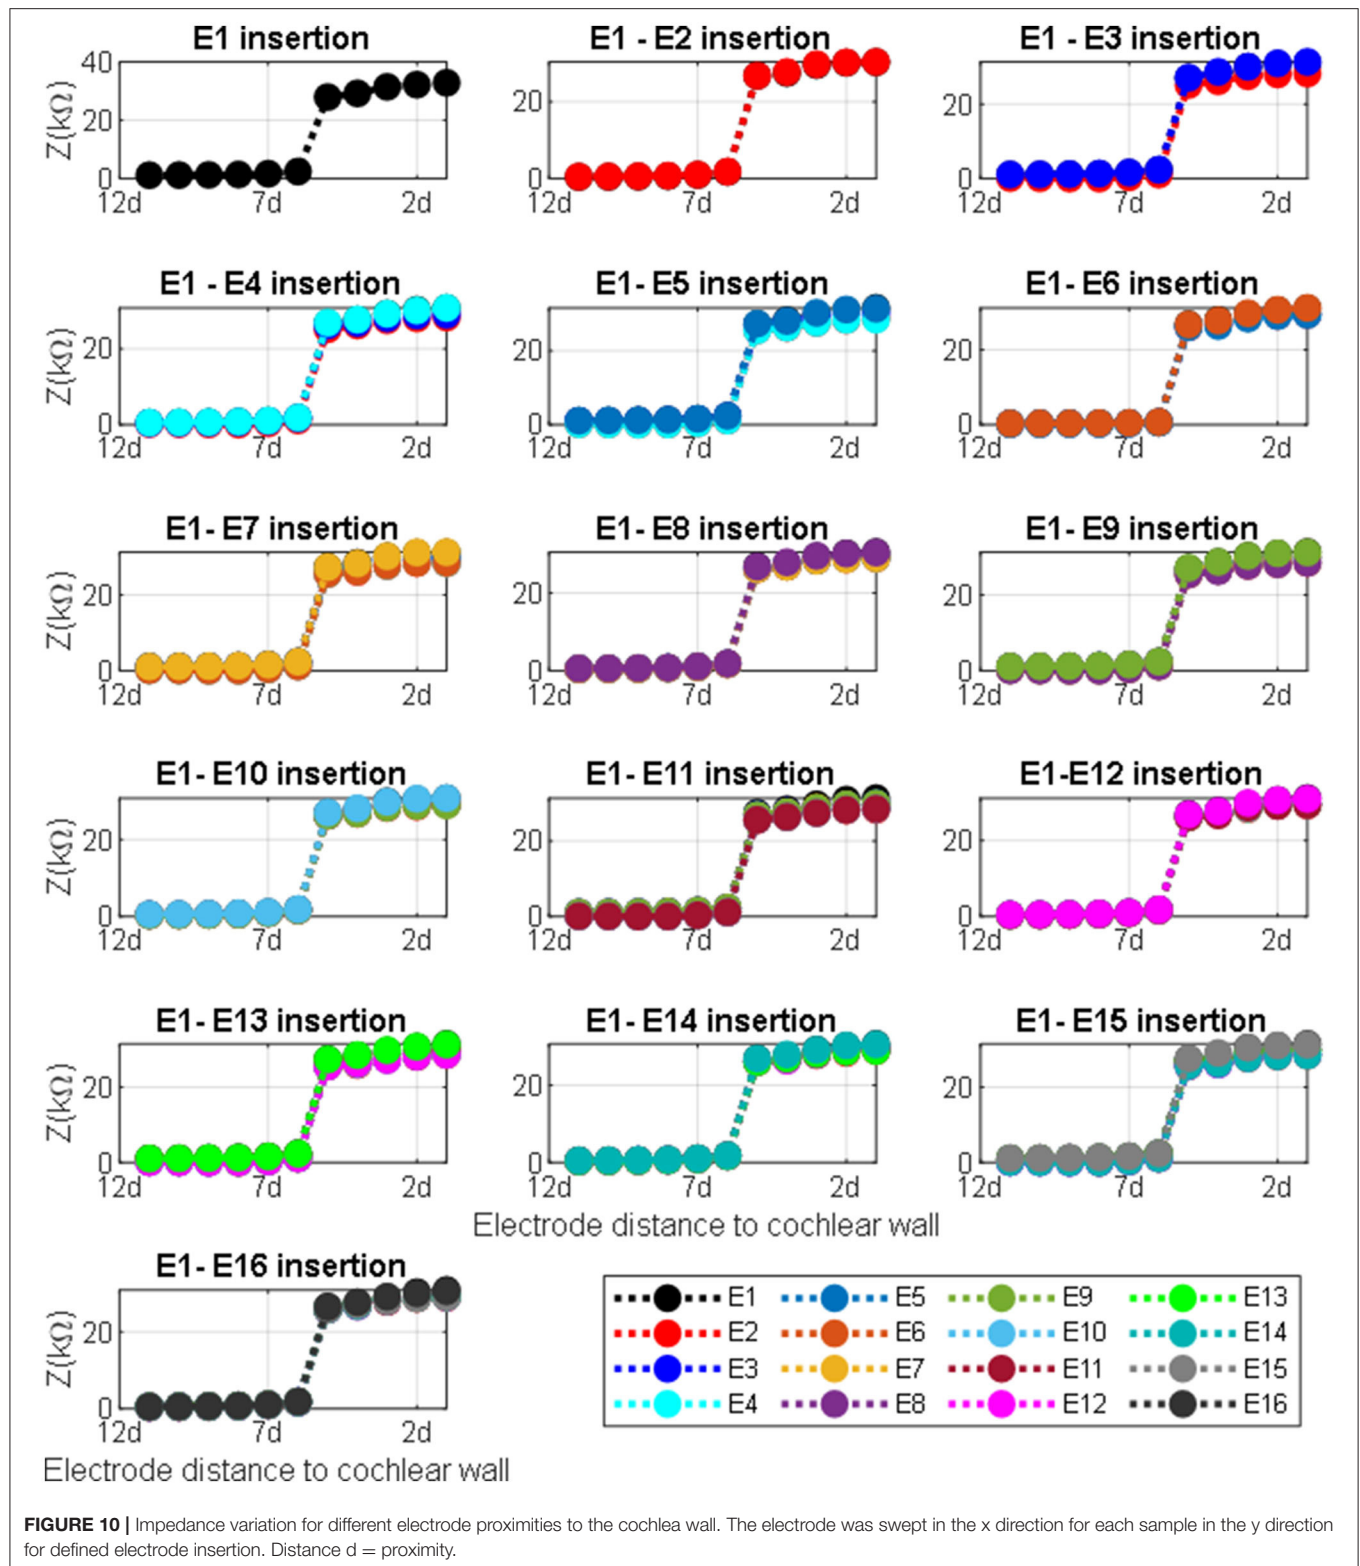 E1 insertion
E1 - E2 insertion
E1 - E3 insertion
40
20
0
Z(kΩ)
12d 7d 2d
20
0
12d 7d 2d
20
0
12d 7d 2d
E1 - E4 insertion
E1- E5 insertion
E1- E6 insertion
Z(kΩ)
20
0
12d 7d 2d
20
0
12d 7d 2d
20
0
12d 7d 2d
E1- E7 insertion
E1- E8 insertion
E1- E9 insertion
Z(kΩ)
20
0
12d 7d 2d
20
0
12d 7d 2d
20
0
12d 7d 2d
E1- E10 insertion
E1- E11 insertion
E1-E12 insertion
Z(kΩ)
20
0
12d 7d 2d
20
0
12d 7d 2d
20
0
12d 7d 2d
E1- E13 insertion
E1- E14 insertion
E1- E15 insertion
Z(kΩ)
20
0
12d 7d 2d
20
0
12d 7d 2d
20
0
12d 7d 2d
Electrode distance to cochlear wall
E1- E16 insertion
Z(kΩ)
20
0
12d 7d 2d
Electrode distance to cochlear wall
E1 E5 E9 E13
E2 E6 E10 E14
E3 E7 E11 E15
E4 E8 E12 E16
FIGURE 10 | Impedance variation for different electrode proximities to the cochlea wall. The electrode was swept in the x direction for each sample in the y direction
for defined electrode insertion. Distance d = proximity.